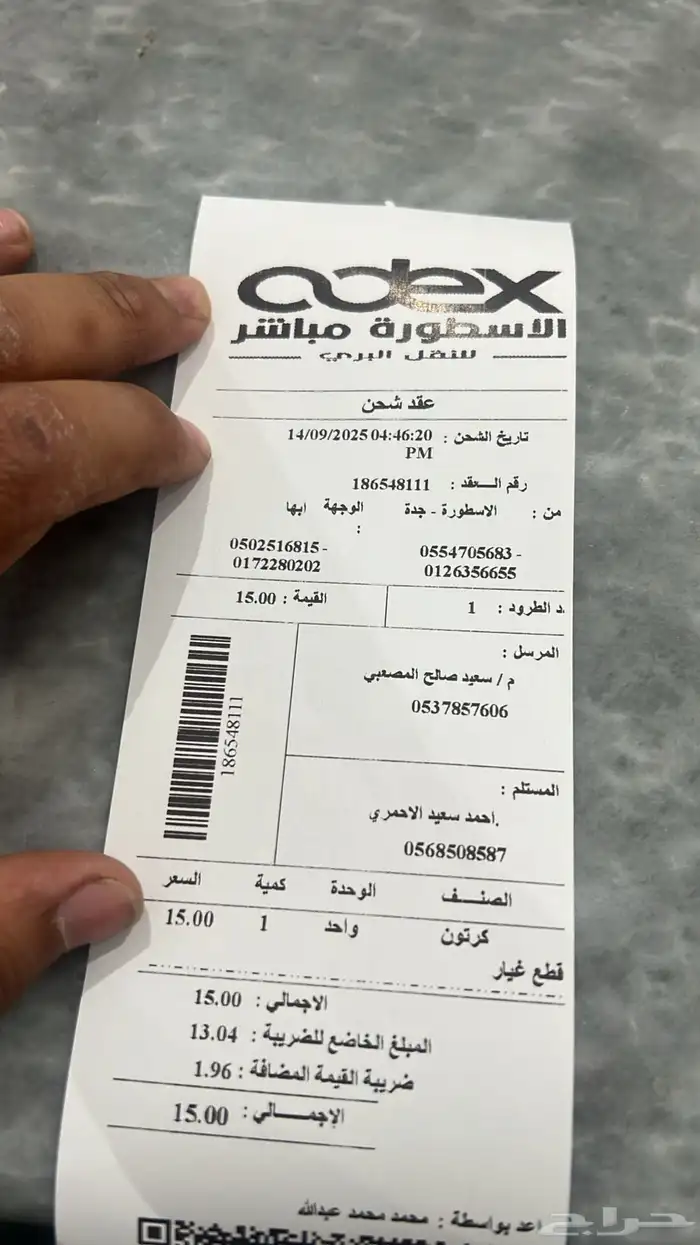 adex
الاسطورة مباشر
للنقل البري
عقد شحن
تاريخ الشحن : 14/09/2025 04:46:20
PM
رقم العقد : 186548111
من : الاسطورة - جدة الوجهة ابها
:
0554705683 - 0502516815 -
0126356655 0172280202
د الطرود : 1 القيمة : 15.00
المرسل :
م / سعيد صالح المصعبي
0537857606
186548111
المستلم :
احمد سعيد الاحمري.
0568508587
الصنف الوحدة كمية السعر
كرتون واحد 1 15.00
قطع غيار
الاجمالي : 15.00
المبلغ الخاضع للضريبة : 13.04
ضريبة القيمة المضافة : 1.96
الإجمالي : 15.00
اعد بواسطة : محمد محمد عبدالله
حراج